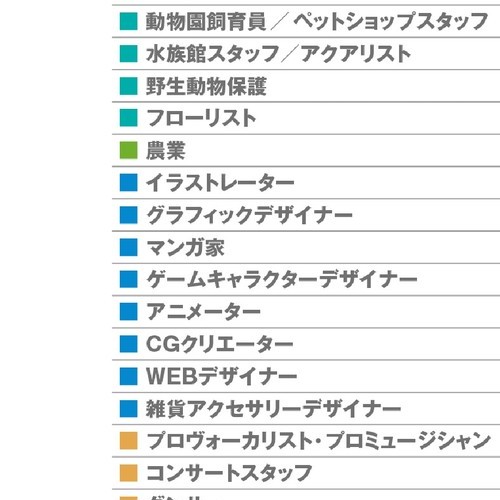 動物園飼育員／ペットショップスタッフ
水族館スタッフ／アクアリスト
野生動物保護
フローリスト
農業
イラストレーター
グラフィックデザイナー
マンガ家
ゲームキャラクターデザイナー
アニメーター
CGクリエーター
WEBデザイナー
雑貨アクセサリーデザイナー
プロヴォーカリスト・プロミュージシャン
コンサートスタッフ